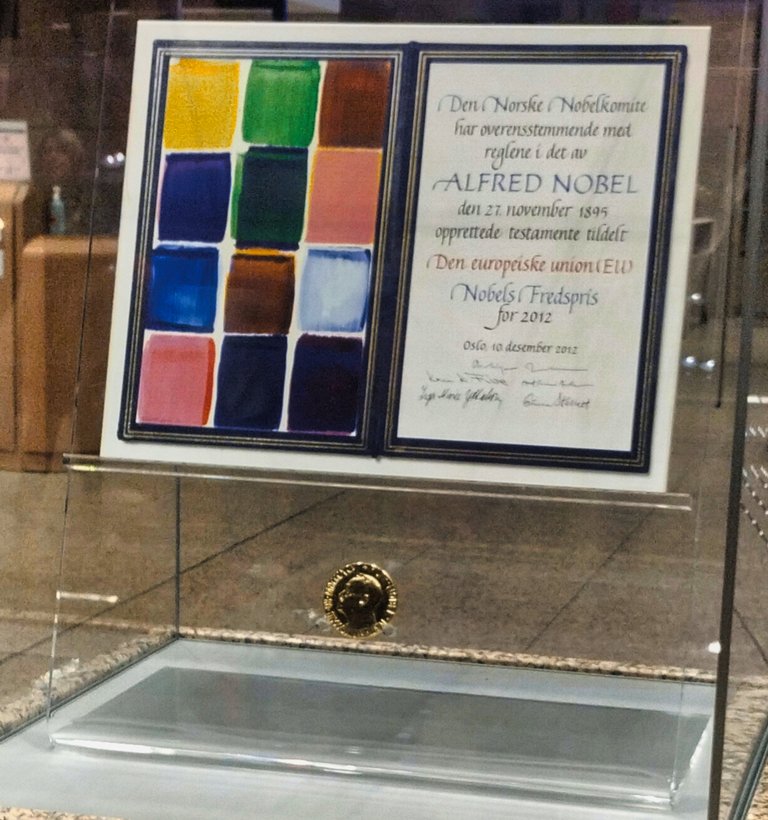 Den Norske Nobelkomite
har overensstemmende med
reglene i det av
ALFRED NOBEL
den 27. november 1895
opprettede testamente tildelt
Den europeiske union (EU)
Nobels Fredspris
for 2012
Oslo, 10. desember 2012